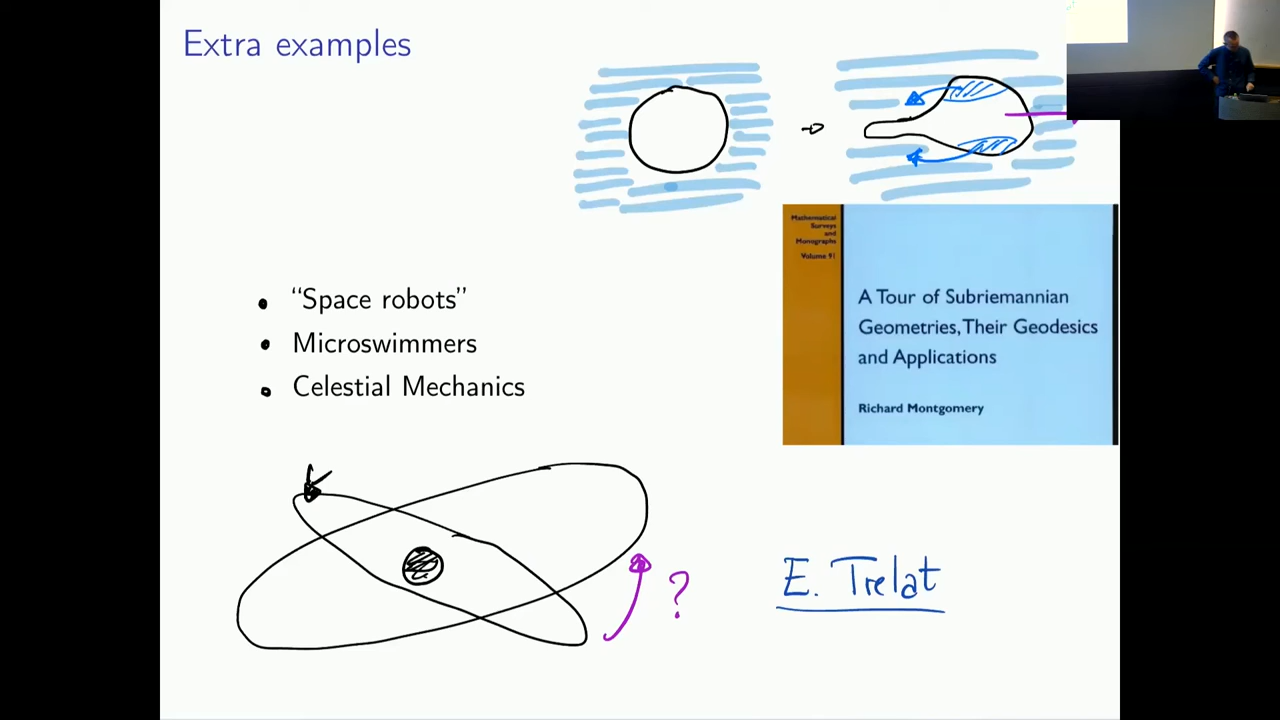 Extra examples
Mathematical
Surveys
and
Monographs
Volume 91
A Tour of Subriemannian
Geometries, Their Geodesics
and Applications
Richard Montgomery
• “Space robots”
• Microswimmers
• Celestial Mechanics
?
E. Trelat